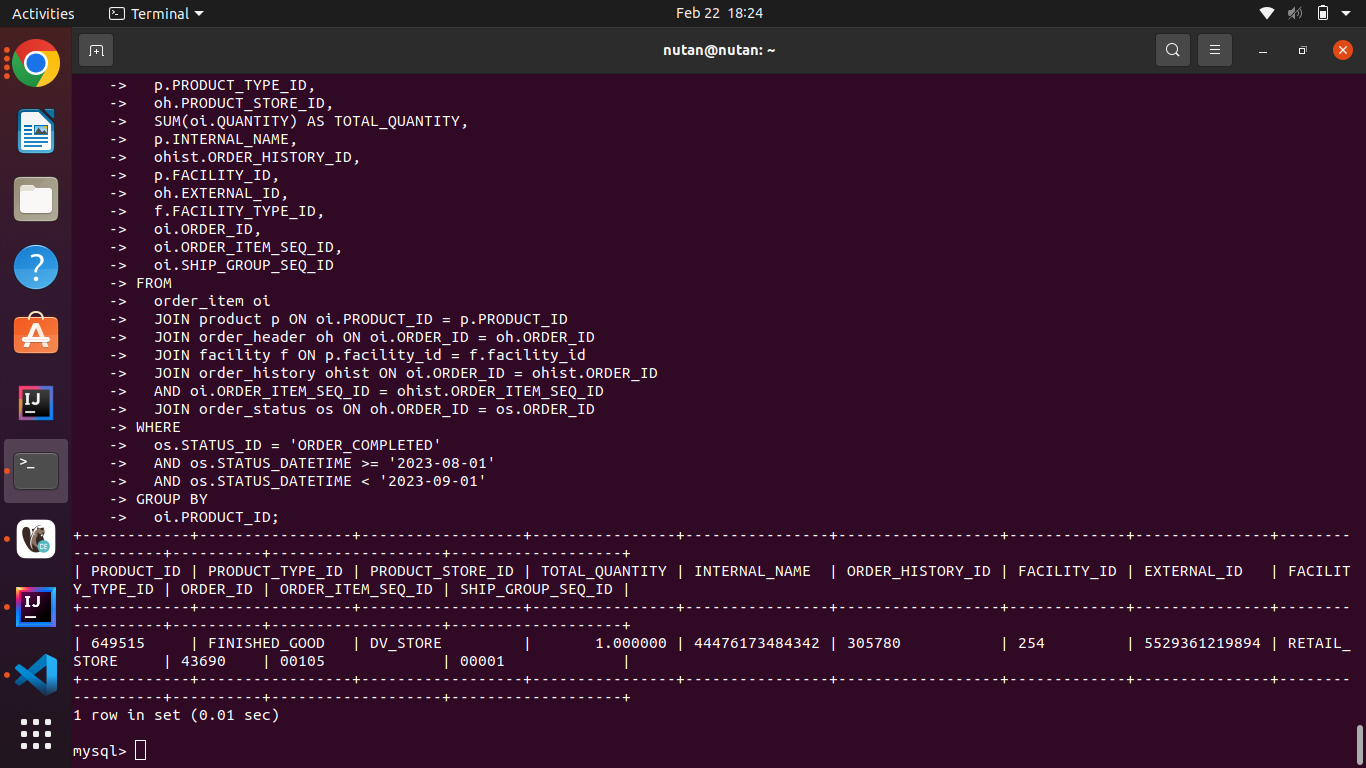 Activities Terminal Feb 22 18:24
nutan@nutan: ~
-> p.PRODUCT_TYPE_ID,
-> oh.PRODUCT_STORE_ID,
-> SUM(oi.QUANTITY) AS TOTAL_QUANTITY,
-> p.INTERNAL_NAME,
-> ohist.ORDER_HISTORY_ID,
-> p.FACILITY_ID,
-> oh.EXTERNAL_ID,
-> f.FACILITY_TYPE_ID,
-> oi.ORDER_ID,
-> oi.ORDER_ITEM_SEQ_ID,
-> oi.SHIP_GROUP_SEQ_ID
-> FROM
-> order_item oi
-> JOIN product p ON oi.PRODUCT_ID = p.PRODUCT_ID
-> JOIN order_header oh ON oi.ORDER_ID = oh.ORDER_ID
-> JOIN facility f ON p.facility_id = f.facility_id
-> JOIN order_history ohist ON oi.ORDER_ID = ohist.ORDER_ID
-> AND oi.ORDER_ITEM_SEQ_ID = ohist.ORDER_ITEM_SEQ_ID
-> JOIN order_status os ON oh.ORDER_ID = os.ORDER_ID
-> WHERE
-> os.STATUS_ID = 'ORDER_COMPLETED'
-> AND os.STATUS_DATETIME >= '2023-08-01'
-> AND os.STATUS_DATETIME < '2023-09-01'
-> GROUP BY
-> oi.PRODUCT_ID;
+------------+-----------------+------------------+----------------+----------------+------------------+-------------+---------------+--------
----------+----------+-------------------+-------------------+
| PRODUCT_ID | PRODUCT_TYPE_ID | PRODUCT_STORE_ID | TOTAL_QUANTITY | INTERNAL_NAME | ORDER_HISTORY_ID | FACILITY_ID | EXTERNAL_ID | FACILIT
Y_TYPE_ID | ORDER_ID | ORDER_ITEM_SEQ_ID | SHIP_GROUP_SEQ_ID |
+------------+-----------------+------------------+----------------+----------------+------------------+-------------+---------------+--------
----------+----------+-------------------+-------------------+
| 649515 | FINISHED_GOOD | DV_STORE | 1.000000 | 44476173484342 | 305780 | 254 | 5529361219894 | RETAIL_
STORE | 43690 | 00105 | 00001 |
+------------+-----------------+------------------+----------------+----------------+------------------+-------------+---------------+--------
----------+----------+-------------------+-------------------+
1 row in set (0.01 sec)
mysql>